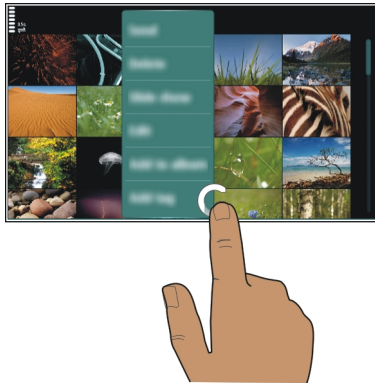 Send
Delete
Slide show
Edit
Add to album
Add tag